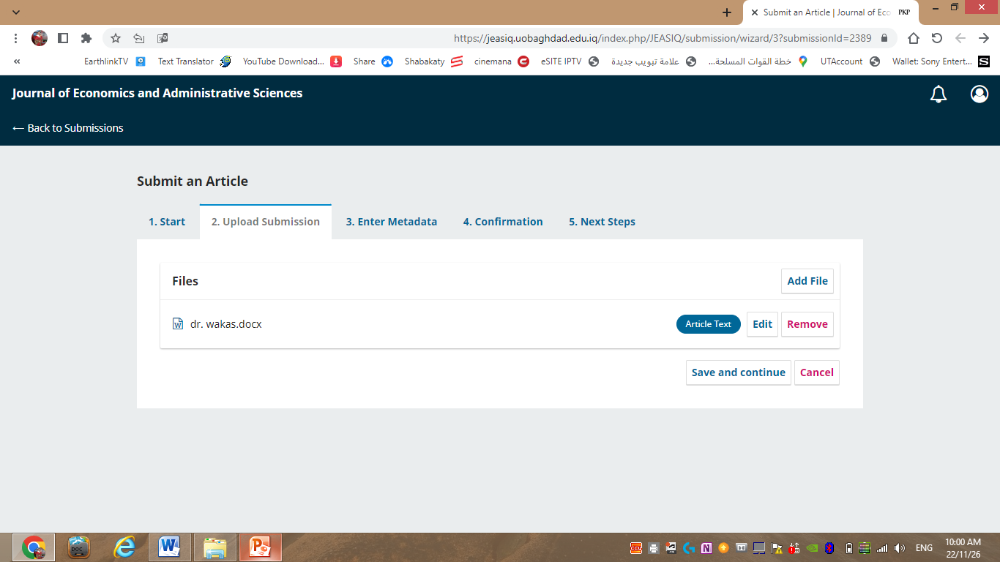 Submit an Article | Journal of Eco PKP
https://jeasiq.uobaghdad.edu.iq/index.php/JEASIQ/submission/wizard/3?submissionId=2389
« EarthlinkTV Text Translator YouTube Download... Share Shabakaty cinemana eSITE IPTV علامة تبويب جديدة خطة القوات المسلحة... UTAccount Wallet: Sony Entert...
Journal of Economics and Administrative Sciences
← Back to Submissions
Submit an Article
1. Start 2. Upload Submission 3. Enter Metadata 4. Confirmation 5. Next Steps
Files Add File
dr. wakas.docx Article Text Edit Remove
Save and continue Cancel
ENG 10:00 AM
22/11/26